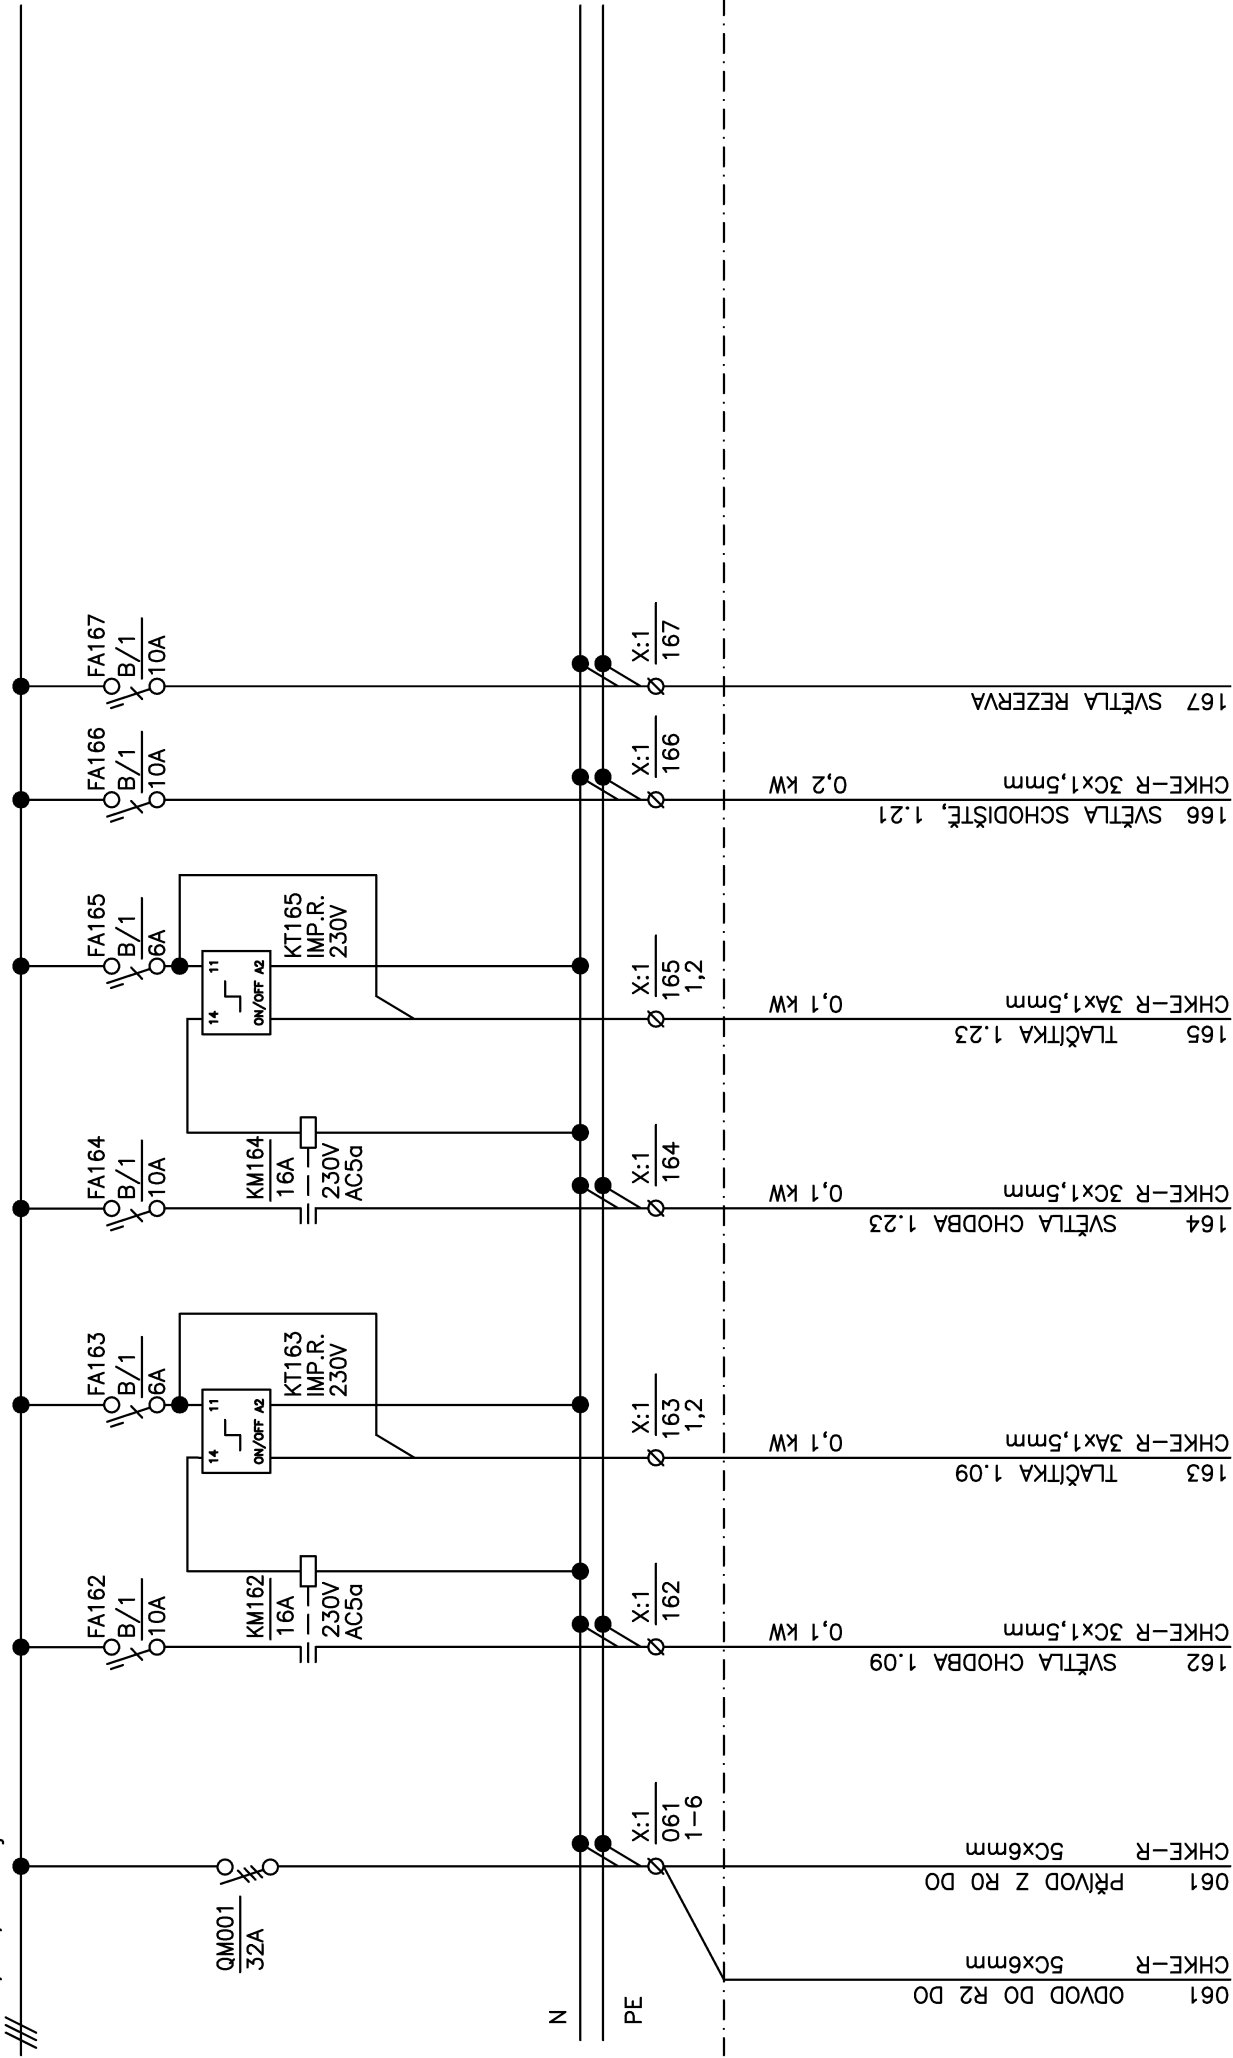 FA167
B/1
10A
X:1
167
167 SVĚTLA REZERVA
FA166
B/1
10A
X:1
166
CHKE-R 3Cx1,5mm 0,2 kW
166 SVĚTLA SCHODIŠTĚ, 1.21
FA165
B/1
6A
11
14
ON/OFF A2
KT165
IMP.R.
230V
X:1
165
1,2
CHKE-R 3Ax1,5mm 0,1 kW
165 TLAČÍTKA 1.23
FA164
B/1
10A
KM164
16A
230V
AC5a
X:1
164
CHKE-R 3Cx1,5mm 0,1 kW
164 SVĚTLA CHODBA 1.23
FA163
B/1
6A
11
14
ON/OFF A2
KT163
IMP.R.
230V
X:1
163
1,2
CHKE-R 3Ax1,5mm 0,1 kW
163 TLAČÍTKA 1.09
FA162
B/1
10A
KM162
16A
230V
AC5a
X:1
162
CHKE-R 3Cx1,5mm 0,1 kW
162 SVĚTLA CHODBA 1.09
QM001
32A
X:1
061
1-6
CHKE-R 5Cx6mm
061 PŘÍVOD Z R0 DO
CHKE-R 5Cx6mm
061 ODVOD DO R2 DO
N
PE